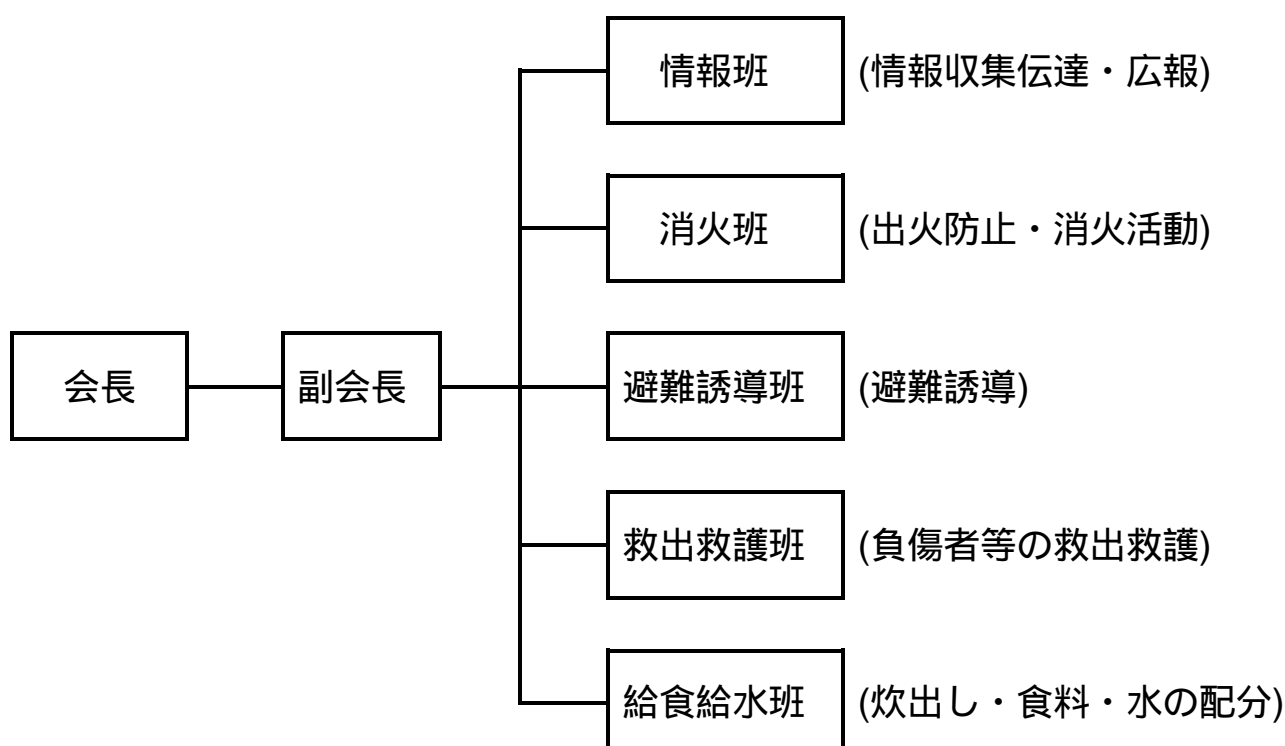 情報班 (情報収集伝達・広報)
消火班 (出火防止・消火活動)
会長 副会長 避難誘導班 (避難誘導)
救出救護班 (負傷者等の救出救護)
給食給水班 (炊出し・食料・水の配分)